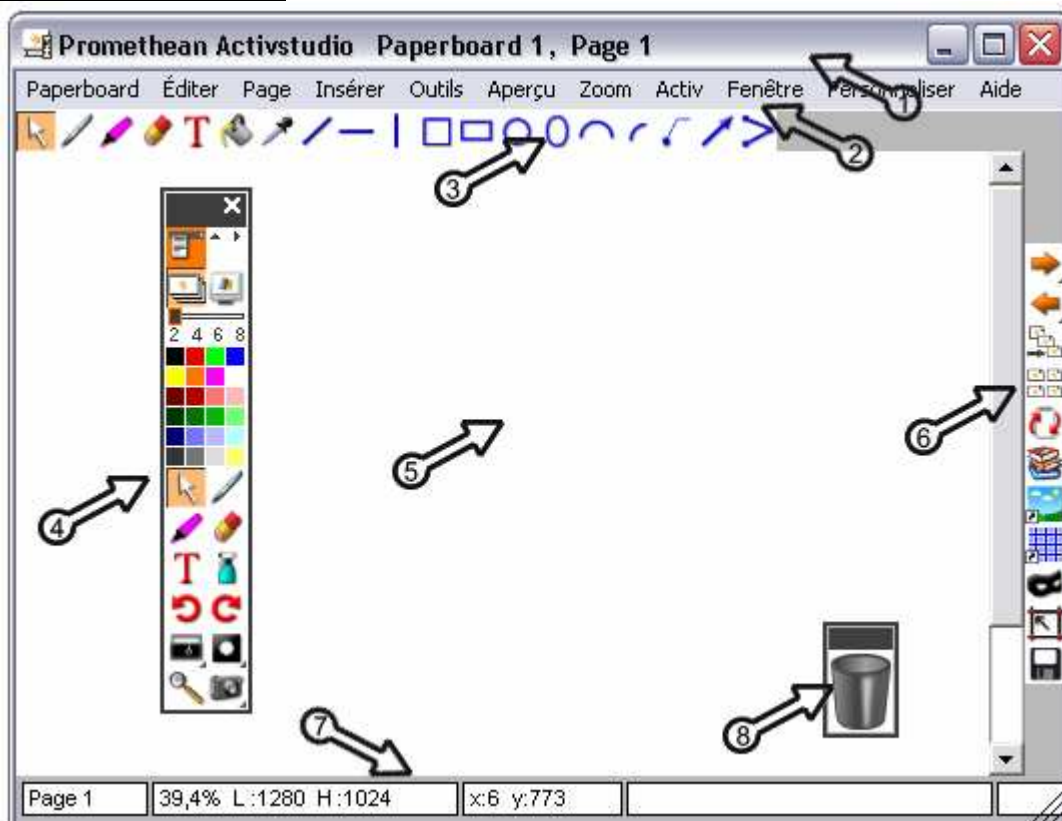 Promethean Activstudio Paperboard 1, Page 1
Paperboard Éditer Page Insérer Outils Aperçu Zoom Activ Fenêtre Personnaliser Aide
1
2
3
T
2 4 6 8
6
5
4
T
7
8
Page 1 39,4% L:1280 H:1024 x:6 y:773